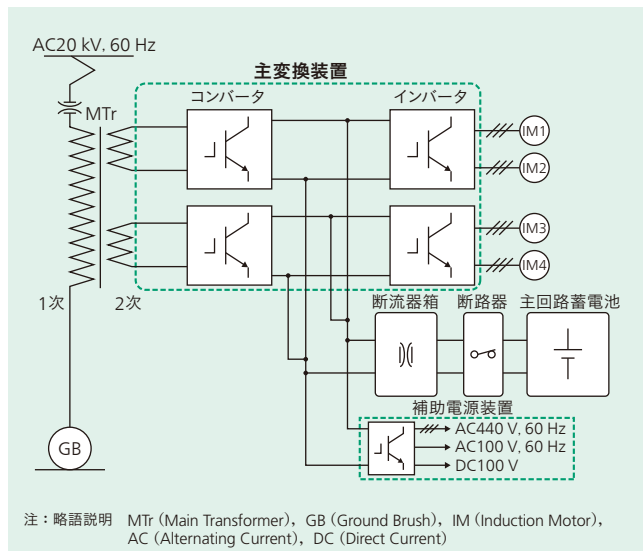 AC20 kV, 60 Hz
主変換装置
コンバータ
インバータ
MTr
IM1
IM2
IM3
IM4
1次
2次
断流器箱
断路器
主回路蓄電池
補助電源装置
AC440 V, 60 Hz
AC100 V, 60 Hz
DC100 V
GB
注：略語説明 MTr（Main Transformer），GB（Ground Brush），IM（Induction Motor），
AC（Alternating Current），DC（Direct Current）